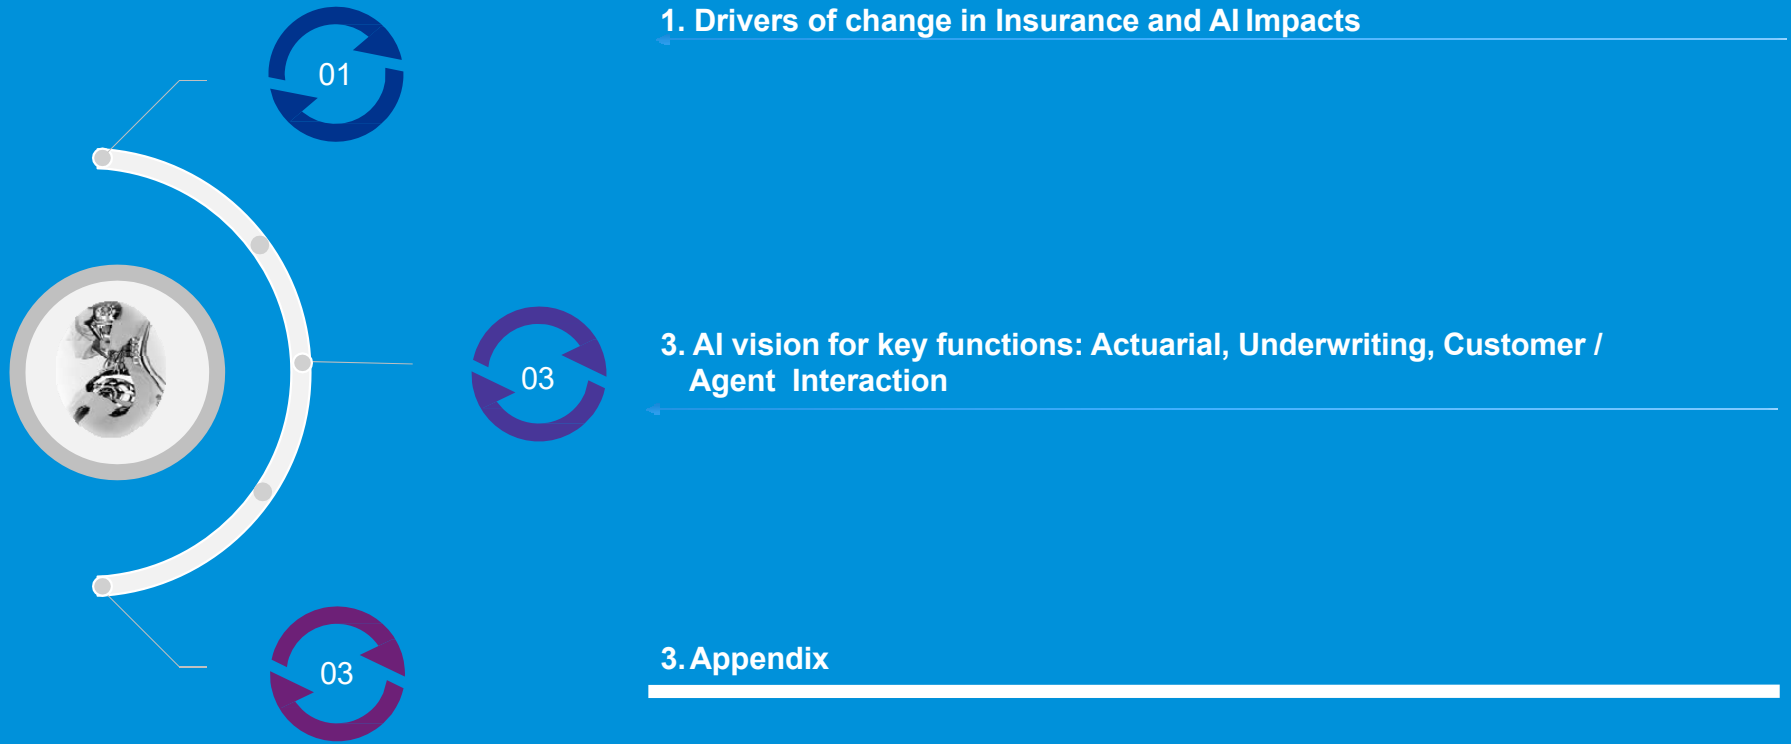 01
1. Drivers of change in Insurance and AI Impacts
03
3. AI vision for key functions: Actuarial, Underwriting, Customer /
Agent Interaction
03
3. Appendix